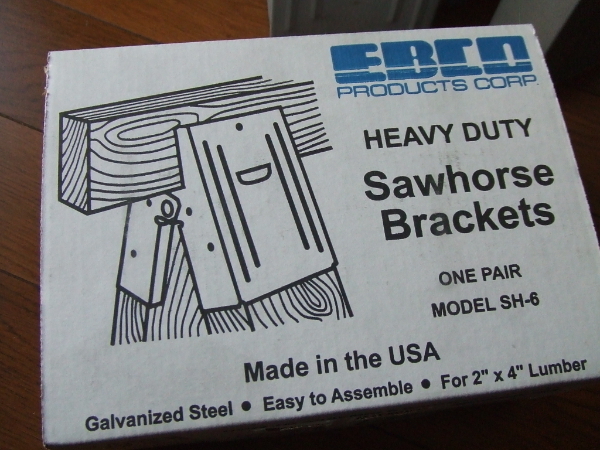 EBCO
PRODUCTS CORP.
HEAVY DUTY
Sawhorse
Brackets
ONE PAIR
MODEL SH-6
Made in the USA
Galvanized Steel ● Easy to Assemble ● For 2" x 4" Lumber